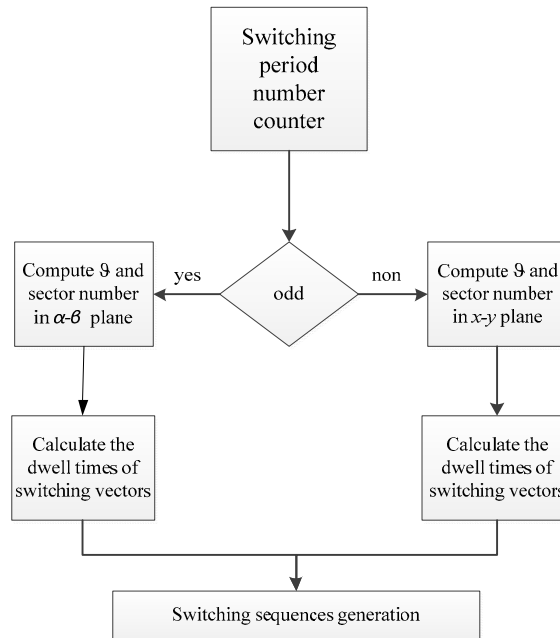 Switching
period
number
counter
yes
odd
non
Compute ϑ and
sector number
in α-β plane
Compute ϑ and
sector number
in x-y plane
Calculate the
dwell times of
switching vectors
Calculate the
dwell times of
switching vectors
Switching sequences generation